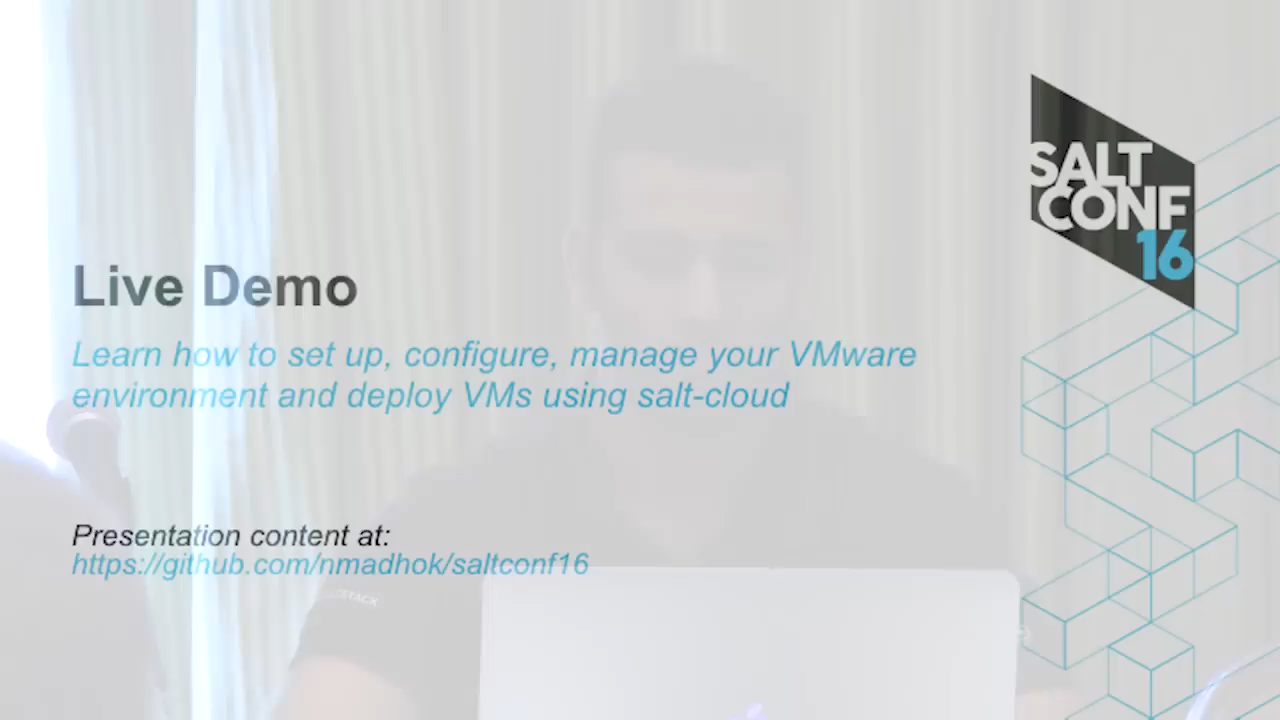 SALT
CONF
16
Live Demo
Learn how to set up, configure, manage your VMware
environment and deploy VMs using salt-cloud
Presentation content at:
https://github.com/nmadhok/saltconf16